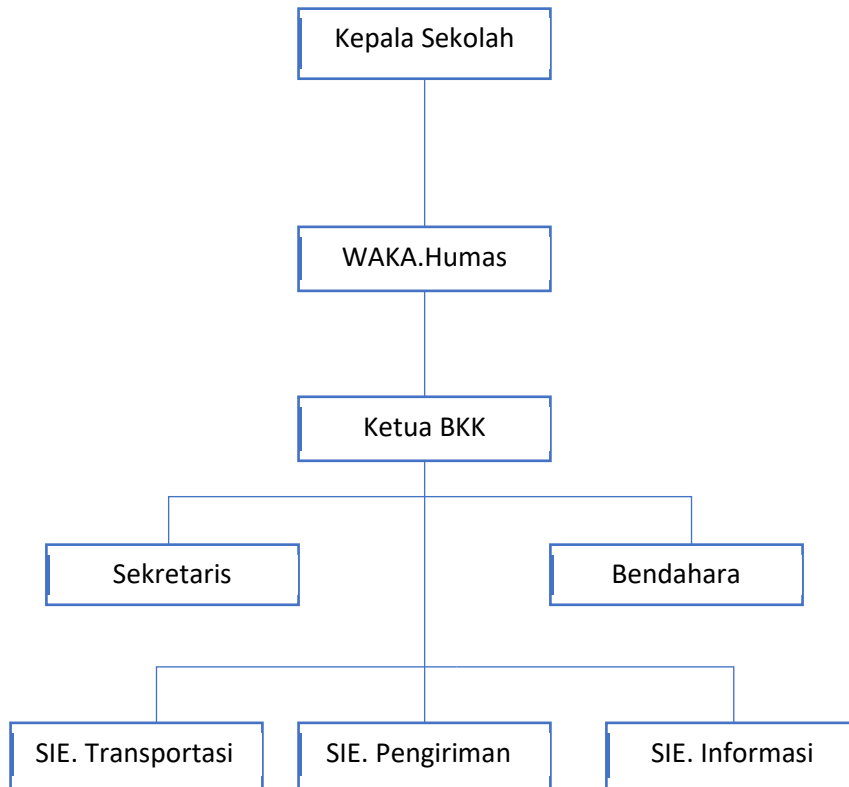 Kepala Sekolah
WAKA.Humas
Ketua BKK
Sekretaris
Bendahara
SIE. Transportasi
SIE. Pengiriman
SIE. Informasi